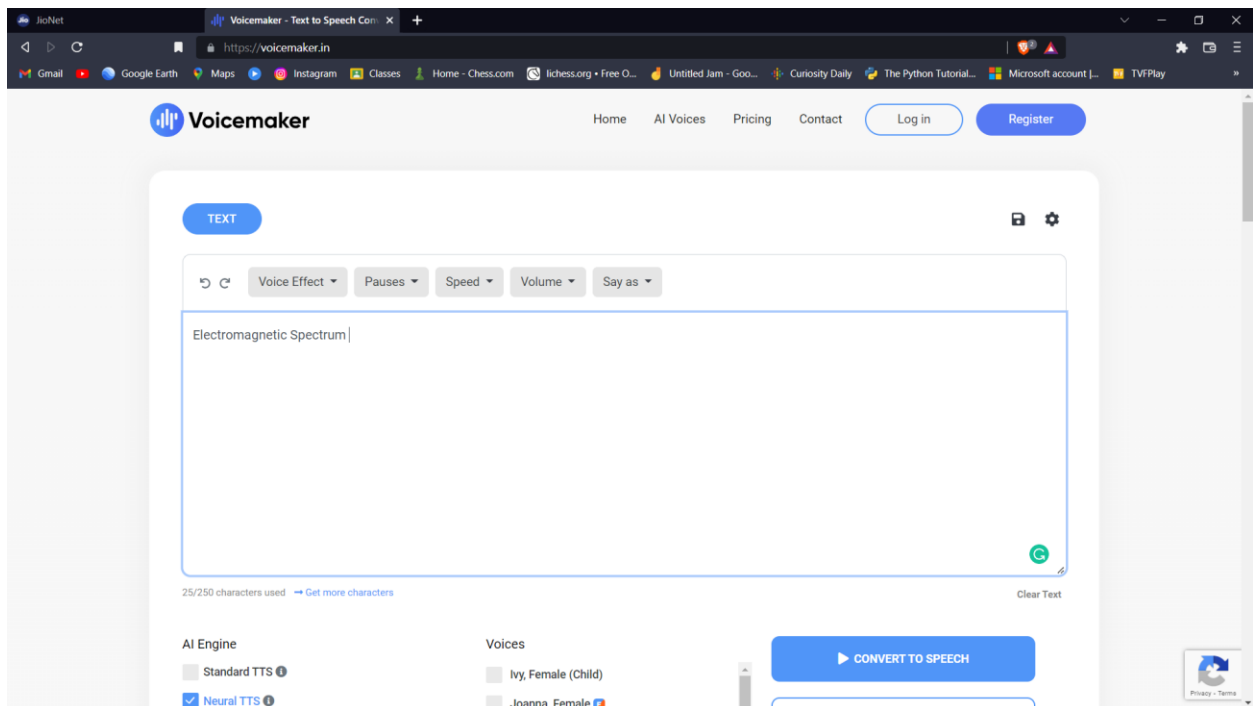 JioNet
Voicemaker - Text to Speech Con
https://voicemaker.in
Gmail
Google Earth
Maps
Instagram
Classes
Home - Chess.com
lichess.org • Free O...
Untitled Jam - Goo...
Curiosity Daily
The Python Tutorial...
Microsoft account |...
TVFPlay
»
Voicemaker
Home
AI Voices
Pricing
Contact
Log in
Register
TEXT
Voice Effect
Pauses
Speed
Volume
Say as
Electromagnetic Spectrum
25/250 characters used
Get more characters
Clear Text
AI Engine
Voices
Standard TTS
Ivy, Female (Child)
CONVERT TO SPEECH
Neural TTS
Joanna, Female
Privacy - Terms